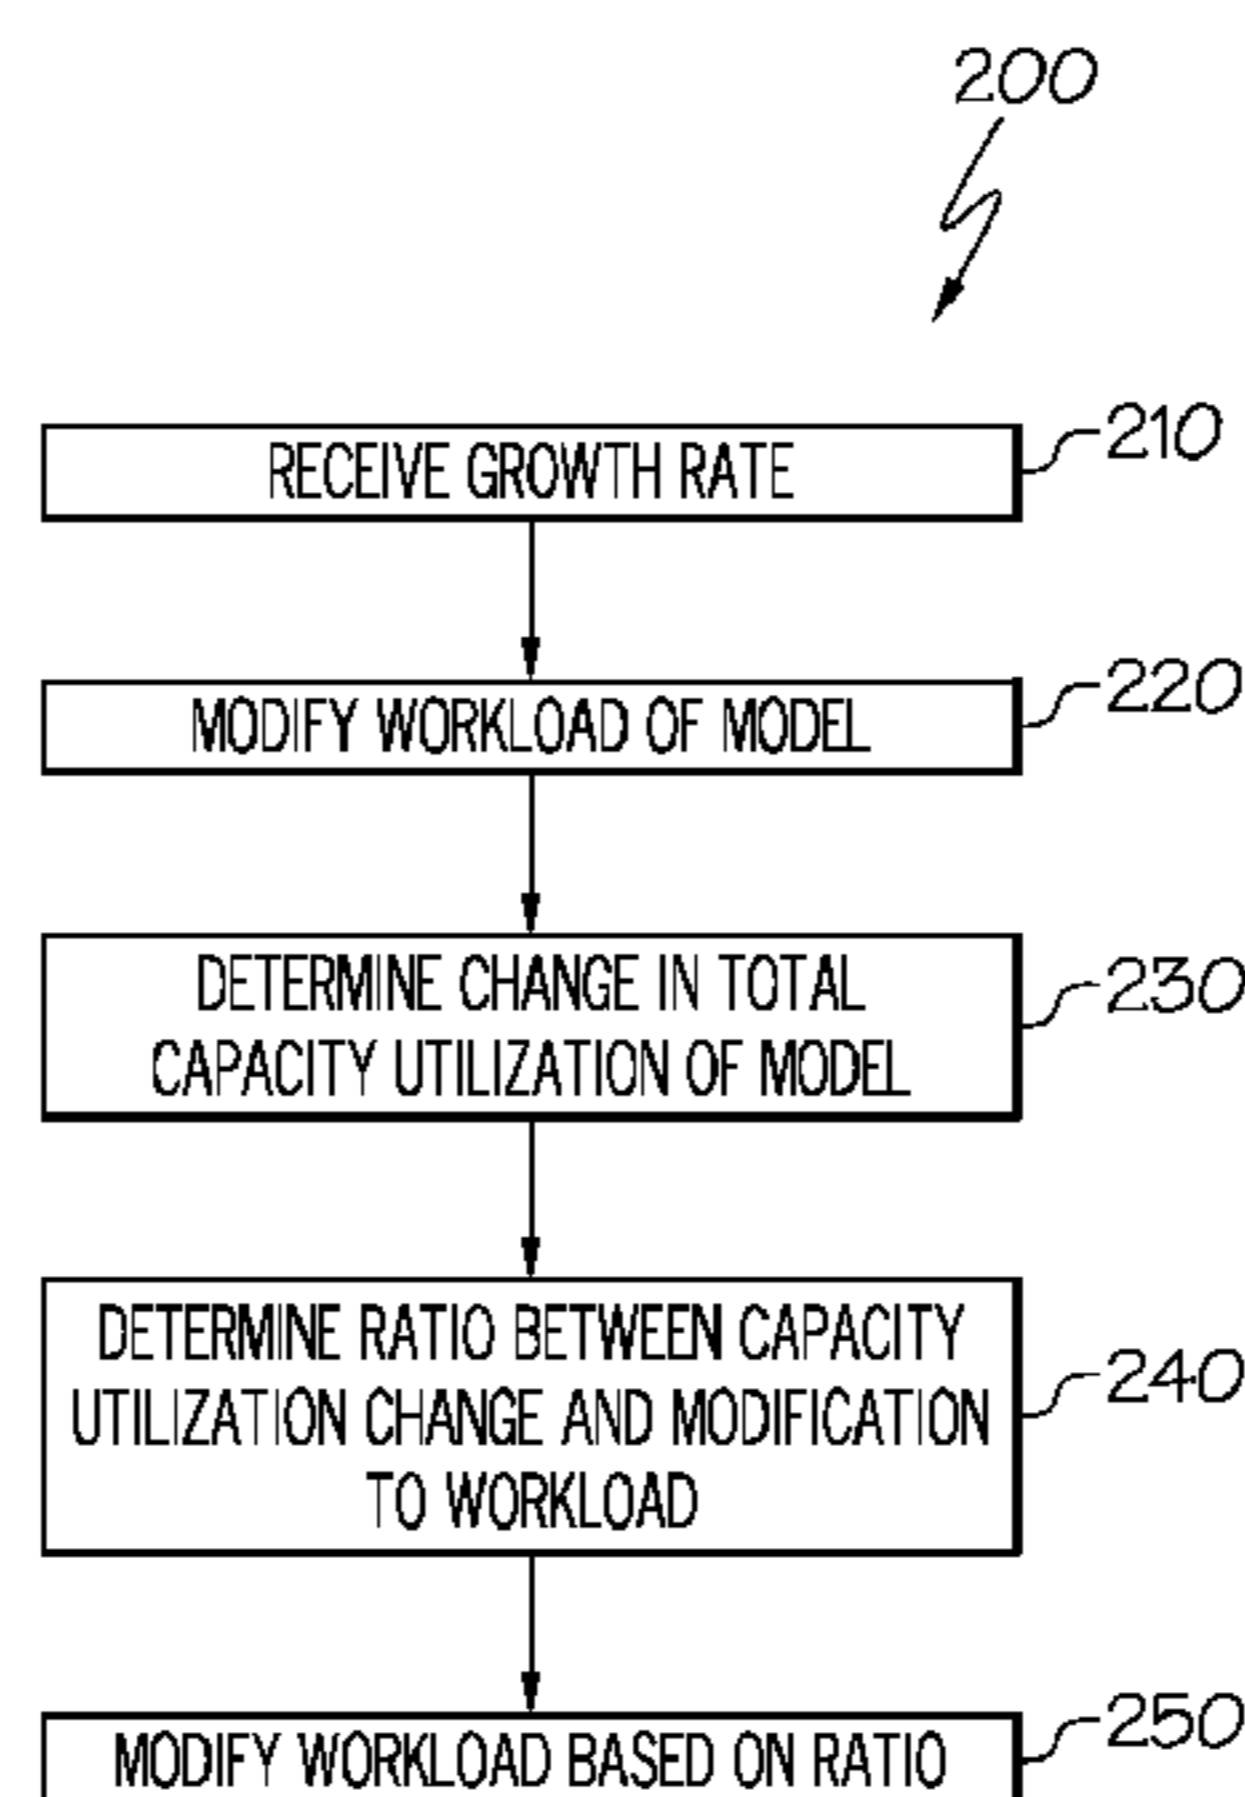 200
RECEIVE GROWTH RATE
210
MODIFY WORKLOAD OF MODEL
220
DETERMINE CHANGE IN TOTAL
CAPACITY UTILIZATION OF MODEL
230
DETERMINE RATIO BETWEEN CAPACITY
UTILIZATION CHANGE AND MODIFICATION
TO WORKLOAD
240
MODIFY WORKLOAD BASED ON RATIO
250